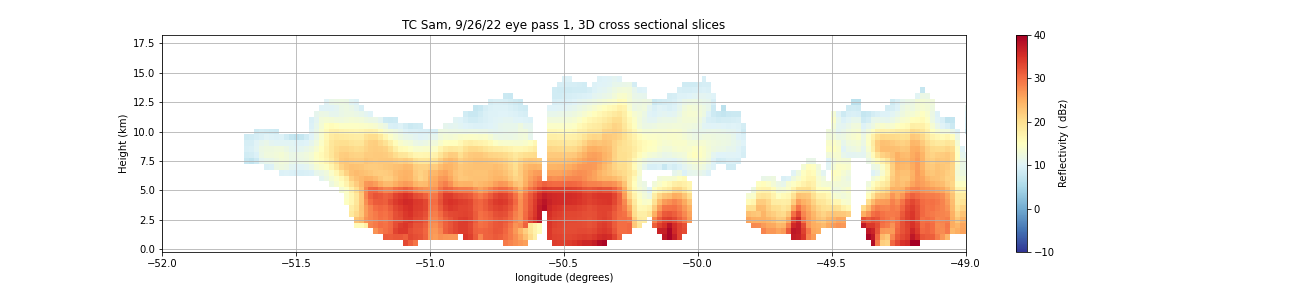 TC Sam, 9/26/22 eye pass 1, 3D cross sectional slices
17.5
15.0
12.5
10.0
7.5
5.0
2.5
0.0
Height (km)
−52.0 −51.5 −51.0 −50.5 −50.0 −49.5 −49.0
longitude (degrees)
40
30
20
10
0
−10
Reflectivity ( dBz)